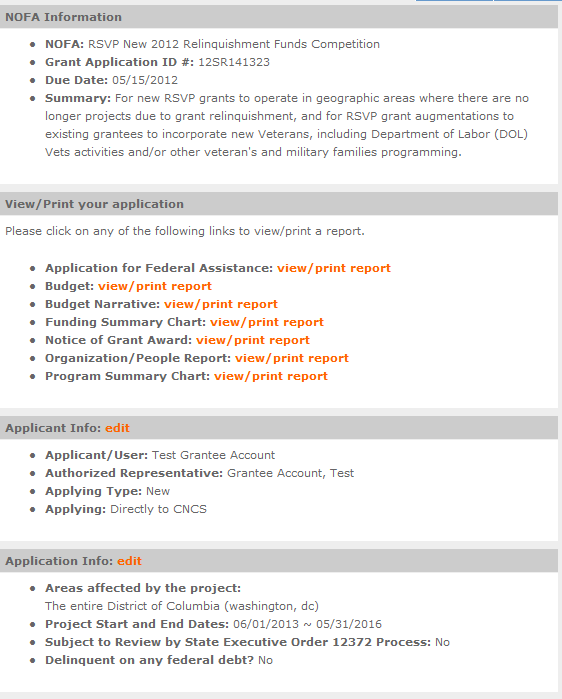 NOFA Information
NOFA: RSVP New 2012 Relinquishment Funds Competition
Grant Application ID #: 12SR141323
Due Date: 05/15/2012
Summary: For new RSVP grants to operate in geographic areas where there are no
longer projects due to grant relinquishment, and for RSVP grant augmentations to
existing grantees to incorporate new Veterans, including Department of Labor (DOL)
Vets activities and/or other veteran's and military families programming.
View/Print your application
Please click on any of the following links to view/print a report.
Application for Federal Assistance: view/print report
Budget: view/print report
Budget Narrative: view/print report
Funding Summary Chart: view/print report
Notice of Grant Award: view/print report
Organization/People Report: view/print report
Program Summary Chart: view/print report
Applicant Info: edit
Applicant/User: Test Grantee Account
Authorized Representative: Grantee Account, Test
Applying Type: New
Applying: Directly to CNCS
Application Info: edit
Areas affected by the project:
The entire District of Columbia (washington, dc)
Project Start and End Dates: 06/01/2013 ~ 05/31/2016
Subject to Review by State Executive Order 12372 Process: No
Delinquent on any federal debt? No